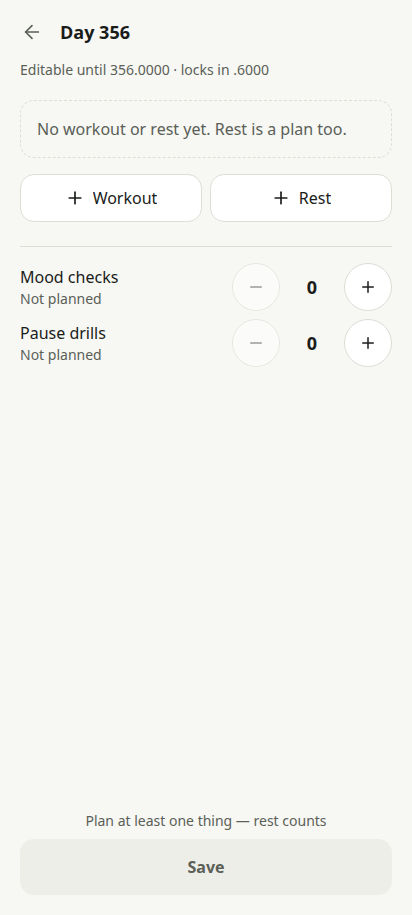 Day 356
Editable until 356.0000 · locks in .6000
No workout or rest yet. Rest is a plan too.
Workout
Rest
Mood checks
Not planned
0
Pause drills
Not planned
0
Plan at least one thing — rest counts
Save